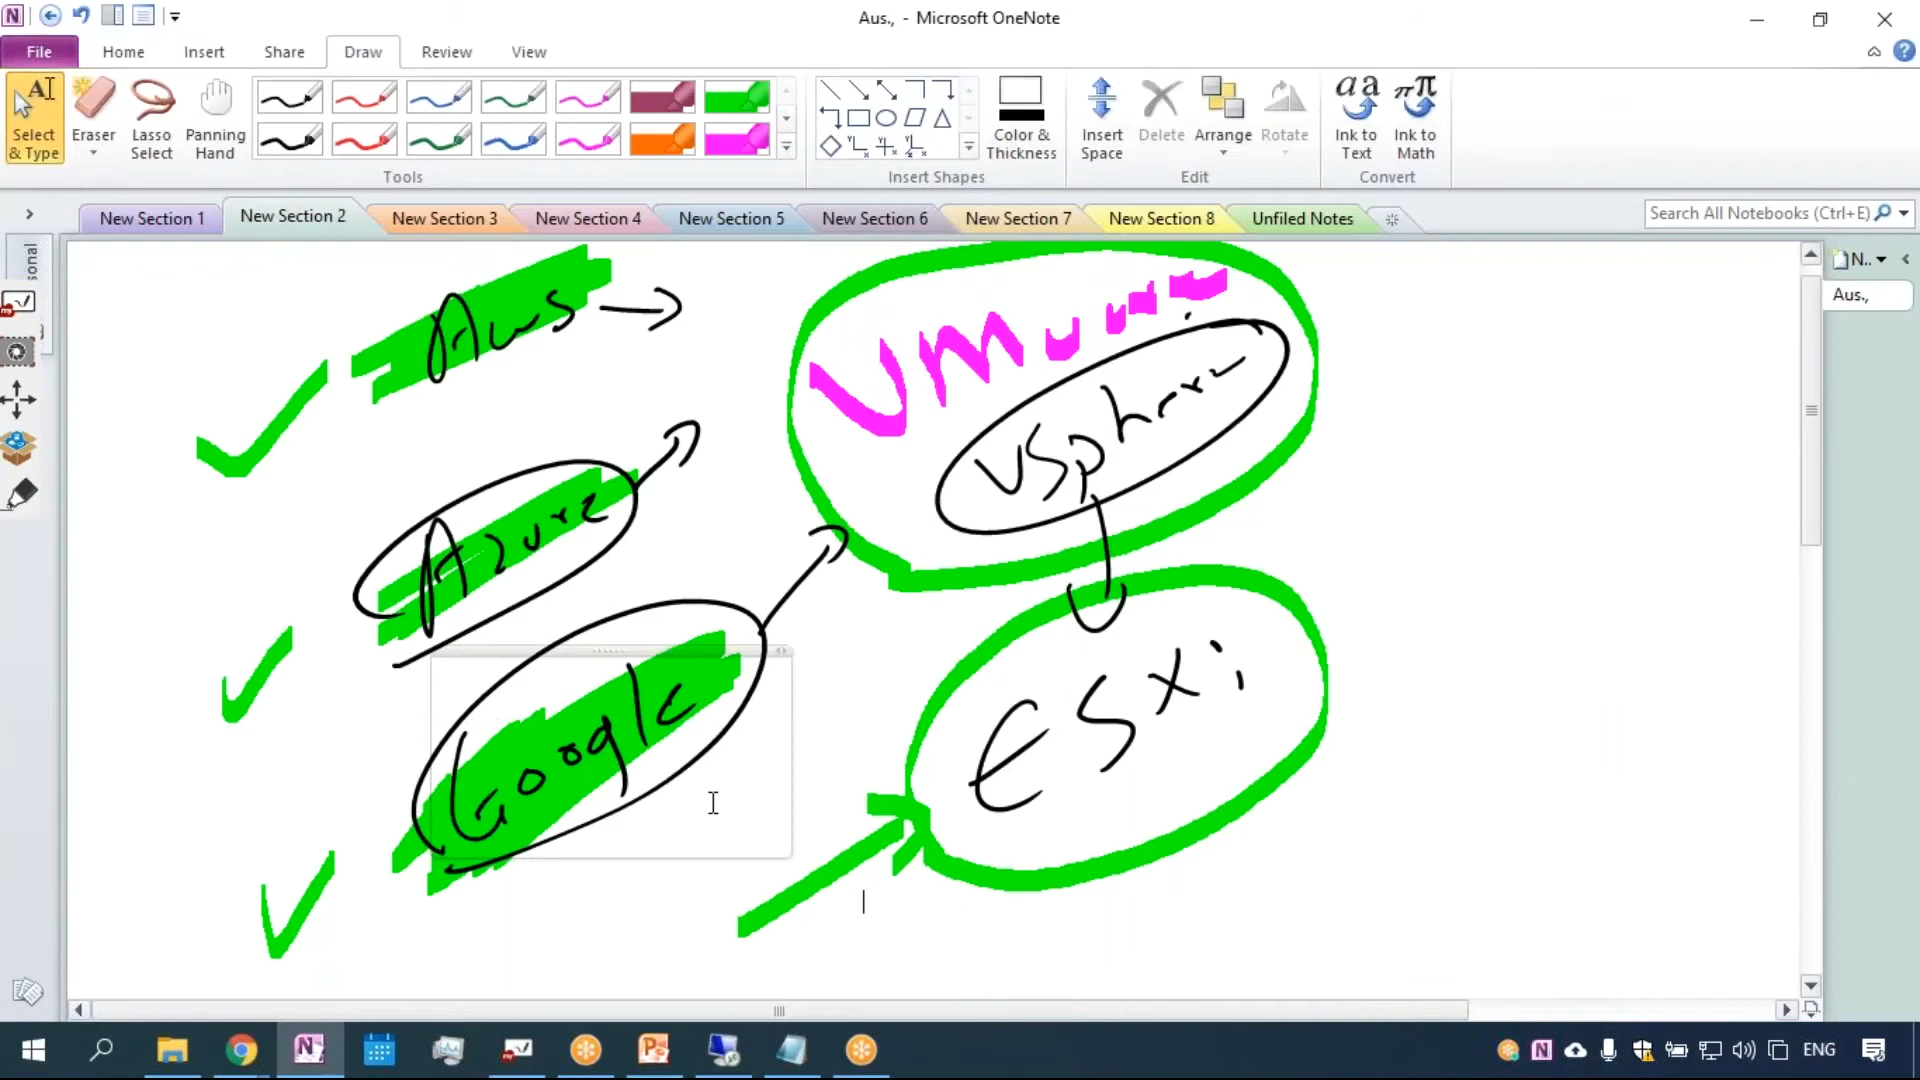 Aus., - Microsoft OneNote
File Home Insert Share Draw Review View
Select & Type
Eraser
Lasso Select
Panning Hand
Color & Thickness
Insert Space
Delete
Arrange
Rotate
Ink to Text
Ink to Math
Tools
Insert Shapes
Edit
Convert
New Section 1
New Section 2
New Section 3
New Section 4
New Section 5
New Section 6
New Section 7
New Section 8
Unfiled Notes
Search All Notebooks (Ctrl+E)
sonal
N..
Aus.,
Aws
VMware
VSphere
Azure
Google
ESXi
ENG